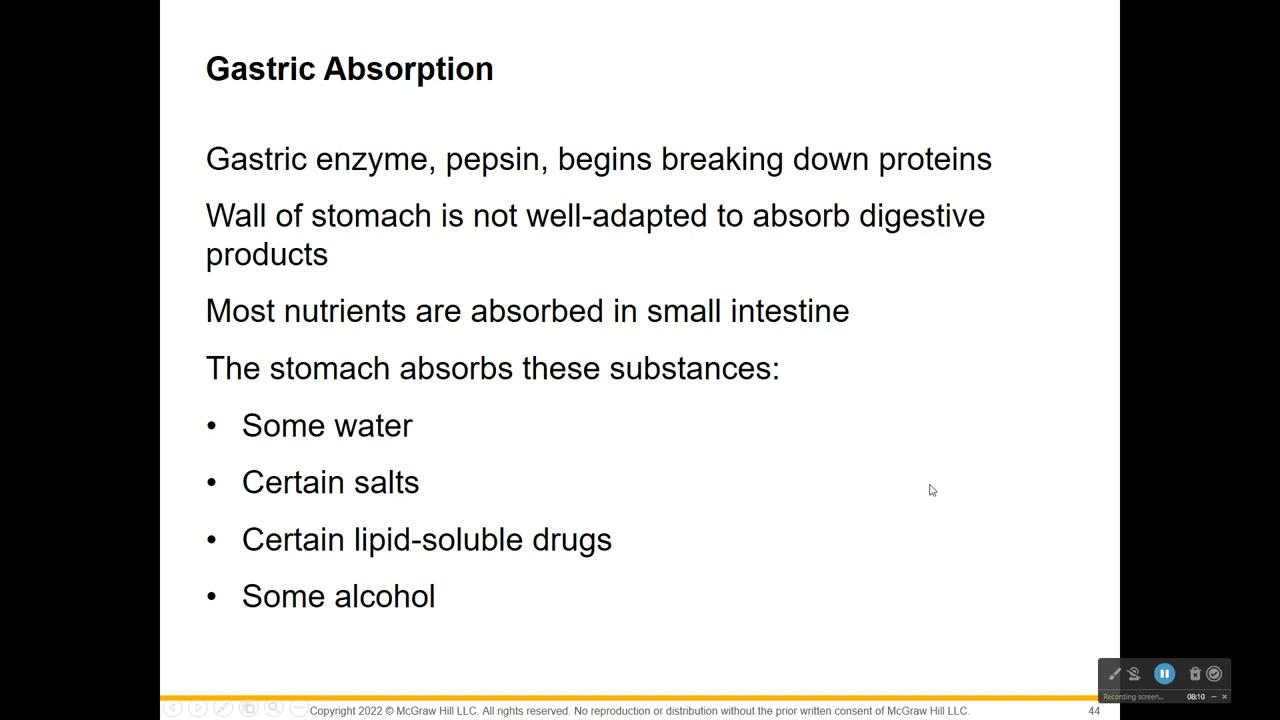 Gastric Absorption
Gastric enzyme, pepsin, begins breaking down proteins
Wall of stomach is not well-adapted to absorb digestive
products
Most nutrients are absorbed in small intestine
The stomach absorbs these substances:
• Some water
• Certain salts
• Certain lipid-soluble drugs
• Some alcohol
Recording screen... 08:10
Copyright 2022 © McGraw Hill LLC. All rights reserved. No reproduction or distribution without the prior written consent of McGraw Hill LLC. 44